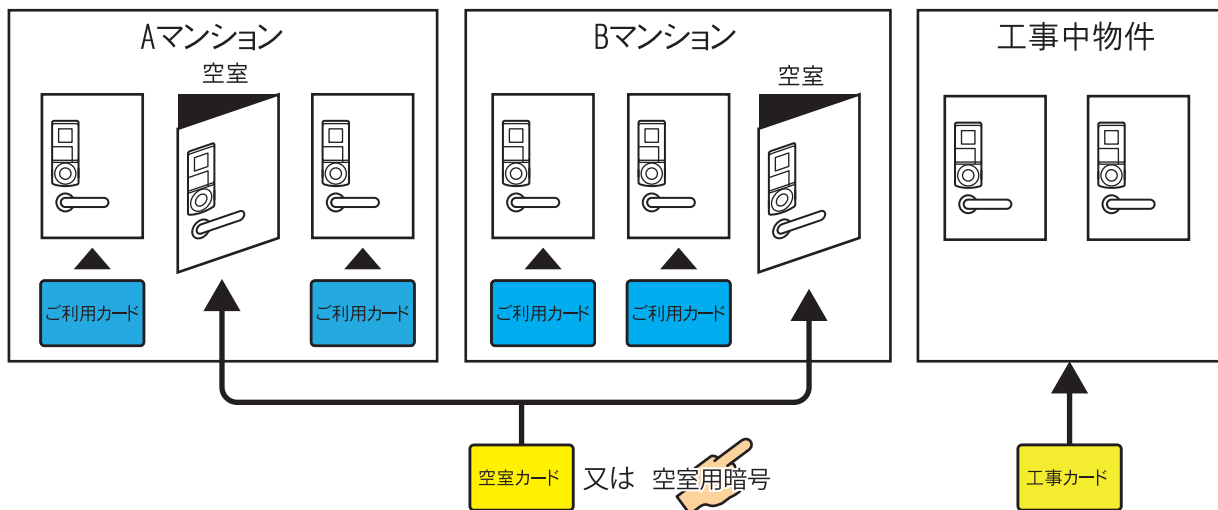 Aマンション
空室
ご利用カード
ご利用カード
Bマンション
空室
ご利用カード
ご利用カード
工事中物件
空室カード
又は
空室用暗号
工事カード